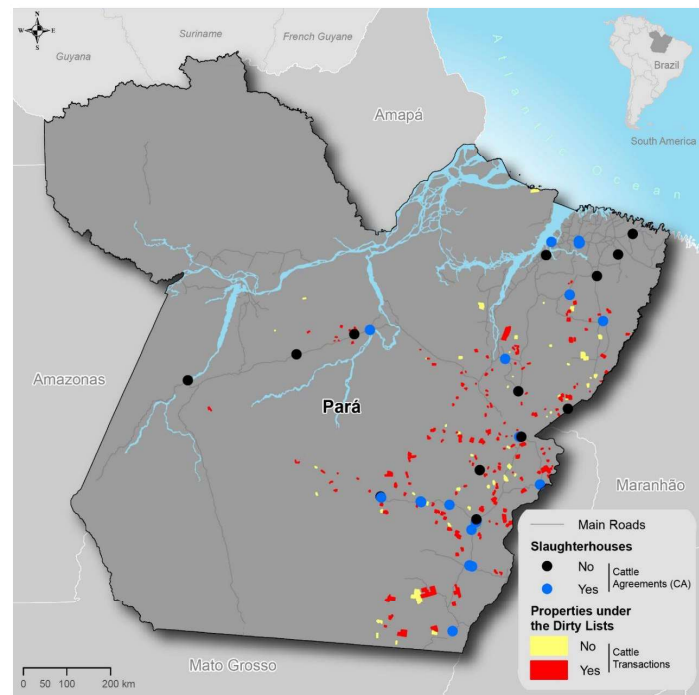 N
W E
S
Guyana
Suriname
French Guyane
Amapá
Atlantic Ocean
Brazil
South America
Amazonas
Pará
Maranhão
Mato Grosso
0 50 100 200 km
Main Roads
Slaughterhouses
No
Yes
Cattle
Agreements (CA)
Properties under
the Dirty Lists
No
Yes
Cattle
Transactions